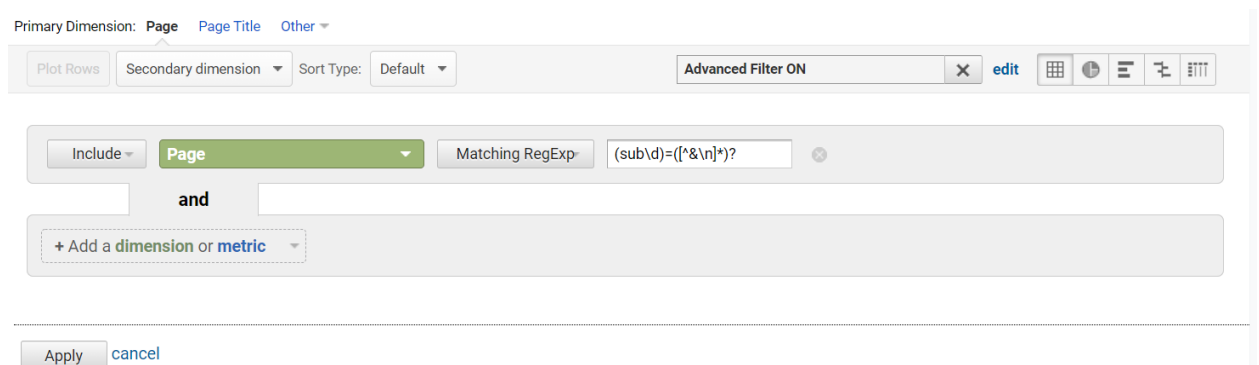 Primary Dimension: Page Page Title Other
Plot Rows Secondary dimension Sort Type: Default Advanced Filter ON edit
Include Page Matching RegExp (sub\d)=([^&\n]*)?
and
+ Add a dimension or metric
Apply cancel